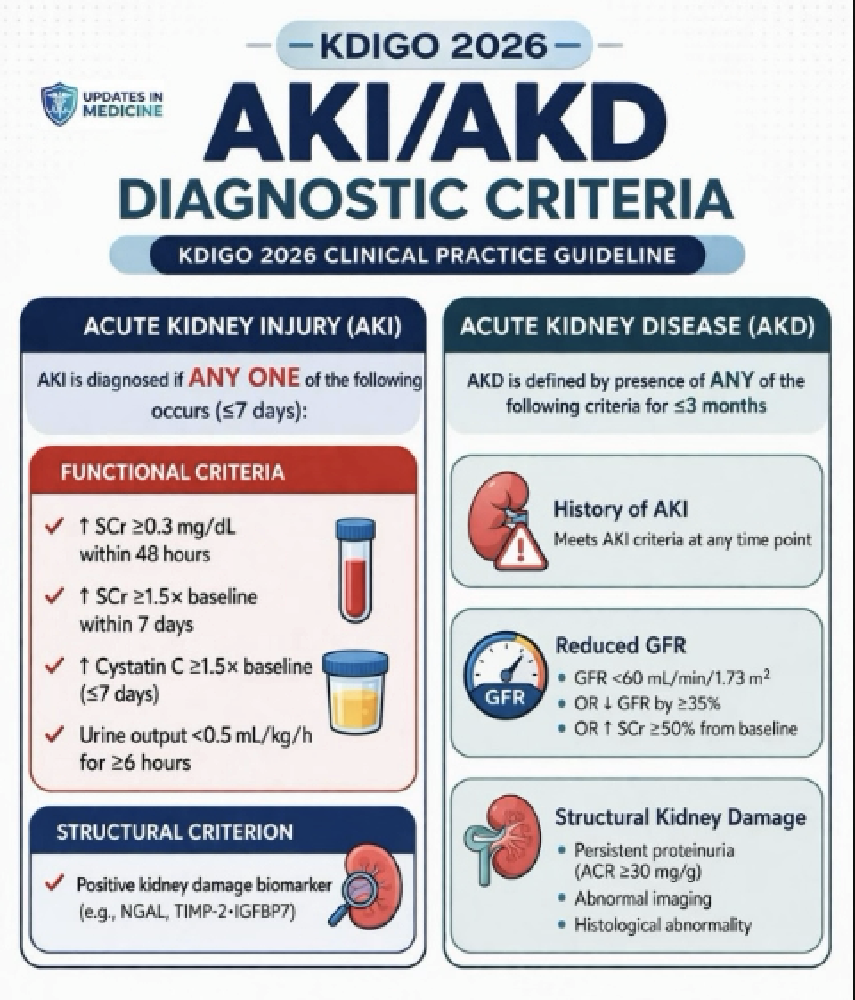 KDIGO 2026
UPDATES IN
MEDICINE
AKI/AKD
DIAGNOSTIC CRITERIA
KDIGO 2026 CLINICAL PRACTICE GUIDELINE
ACUTE KIDNEY INJURY (AKI)
AKI is diagnosed if ANY ONE of the following
occurs (≤7 days):
FUNCTIONAL CRITERIA
✓ ↑ SCr ≥0.3 mg/dL
within 48 hours
✓ ↑ SCr ≥1.5× baseline
within 7 days
✓ ↑ Cystatin C ≥1.5× baseline
(≤7 days)
✓ Urine output <0.5 mL/kg/h
for ≥6 hours
STRUCTURAL CRITERION
✓ Positive kidney damage biomarker
(e.g., NGAL, TIMP-2•IGFBP7)
ACUTE KIDNEY DISEASE (AKD)
AKD is defined by presence of ANY of the
following criteria for ≤3 months
History of AKI
Meets AKI criteria at any time point
GFR
Reduced GFR
• GFR <60 mL/min/1.73 m²
• OR ↓ GFR by ≥35%
• OR ↑ SCr ≥50% from baseline
Structural Kidney Damage
• Persistent proteinuria
(ACR ≥30 mg/g)
• Abnormal imaging
• Histological abnormality